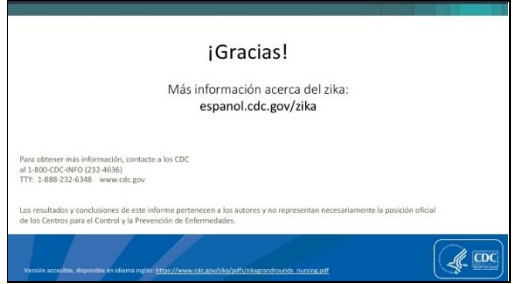 ¡Gracias!
Más información acerca del zika:
espanol.cdc.gov/zika
Para obtener más información, contacte a los CDC
al 1-800-CDC-INFO (232-4636)
TTY: 1-888-232-6348 www.cdc.gov
Los resultados y conclusiones de este informe pertenecen a los autores y no representan necesariamente la posición oficial
de los Centros para el Control y la Prevención de Enfermedades.
Versión accesible, disponible en idioma inglés: https://www.cdc.gov/zika/pdfs/zikagrandrounds_nursing.pdf
CDC